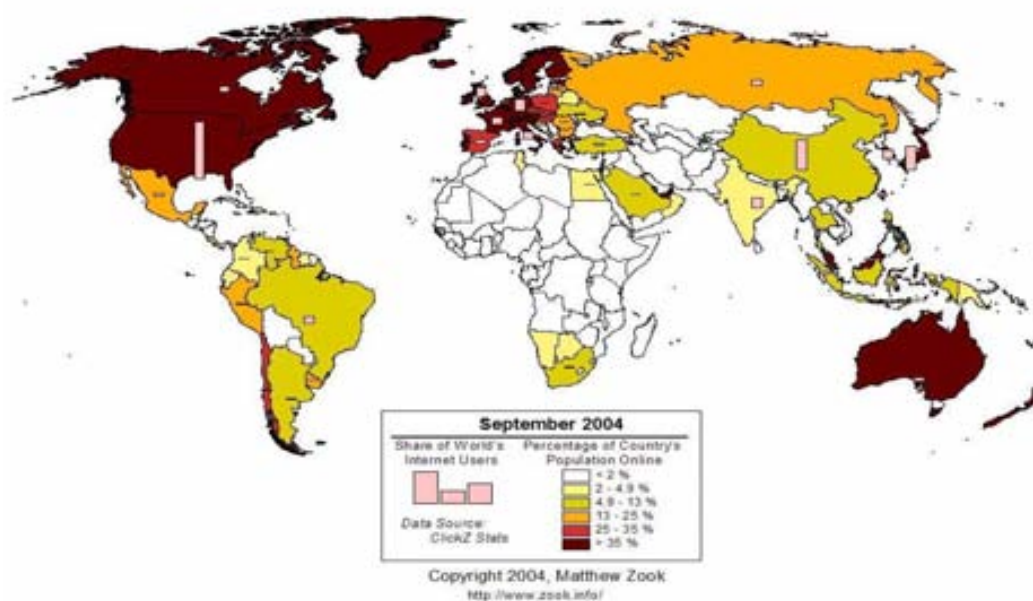 September 2004
Share of World's
Internet Users
Data Source:
ClickZ Stats
Percentage of Country's
Population Online
< 2 %
2 - 4.9 %
4.9 - 13 %
13 - 25 %
25 - 35 %
> 35 %
Copyright 2004, Matthew Zook
http://www.zook.info/